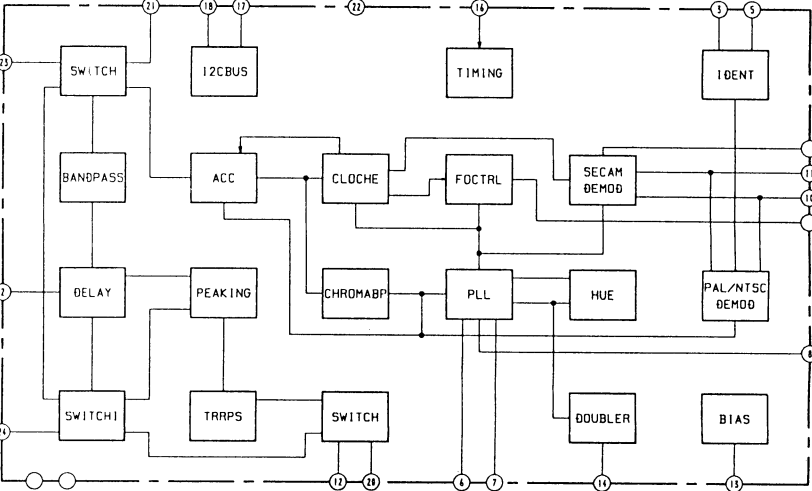 21 18 17 22 16 3 5
23
SWITCH I2CBUS TIMING IDENT
BANDPASS ACC CLOCHE FOCTRL SECAM
DEMOD
11
10
2 DELAY PEAKING CHROMABP PLL HUE PAL/NTSC
DEMOD
8
SWITCH1 TRRPS SWITCH DOUBLER BIAS
24
12 20 6 7 14 13